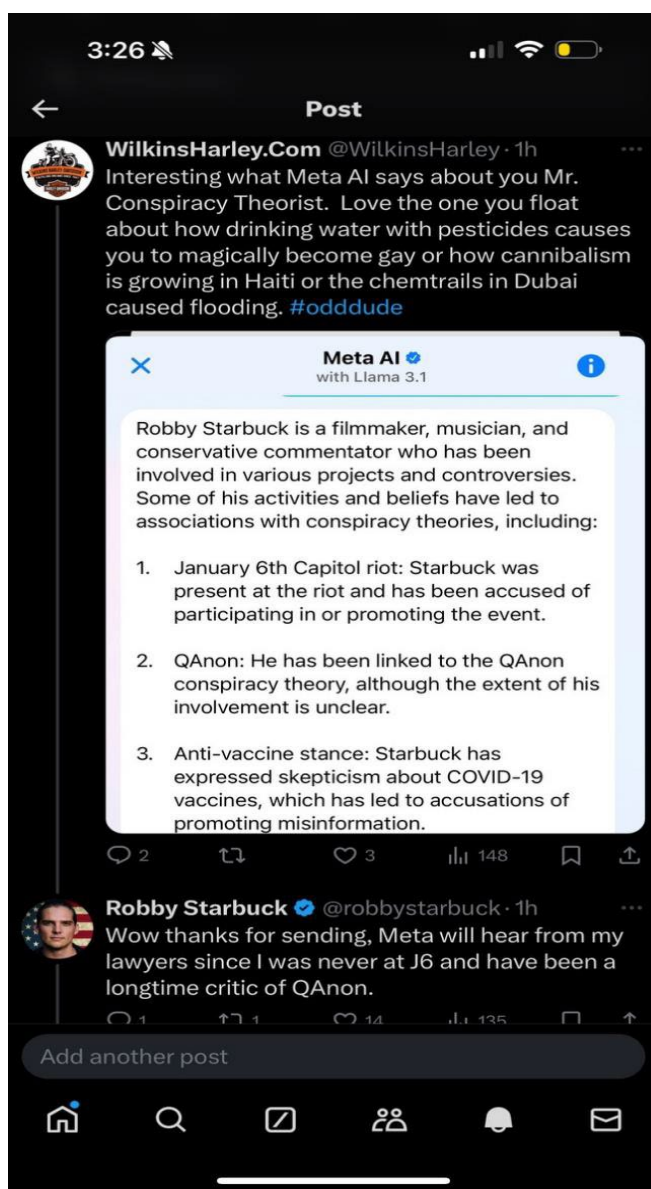 3:26
Post
WilkinsHarley.Com @WilkinsHarley · 1h
Interesting what Meta AI says about you Mr.
Conspiracy Theorist. Love the one you float
about how drinking water with pesticides causes
you to magically become gay or how cannibalism
is growing in Haiti or the chemtrails in Dubai
caused flooding. #odddude
Meta AI
with Llama 3.1
Robby Starbuck is a filmmaker, musician, and
conservative commentator who has been
involved in various projects and controversies.
Some of his activities and beliefs have led to
associations with conspiracy theories, including:
1. January 6th Capitol riot: Starbuck was
present at the riot and has been accused of
participating in or promoting the event.
2. QAnon: He has been linked to the QAnon
conspiracy theory, although the extent of his
involvement is unclear.
3. Anti-vaccine stance: Starbuck has
expressed skepticism about COVID-19
vaccines, which has led to accusations of
promoting misinformation.
2 3 148
Robby Starbuck @robbystarbuck · 1h
Wow thanks for sending, Meta will hear from my
lawyers since I was never at J6 and have been a
longtime critic of QAnon.
1 1 14 135
Add another post